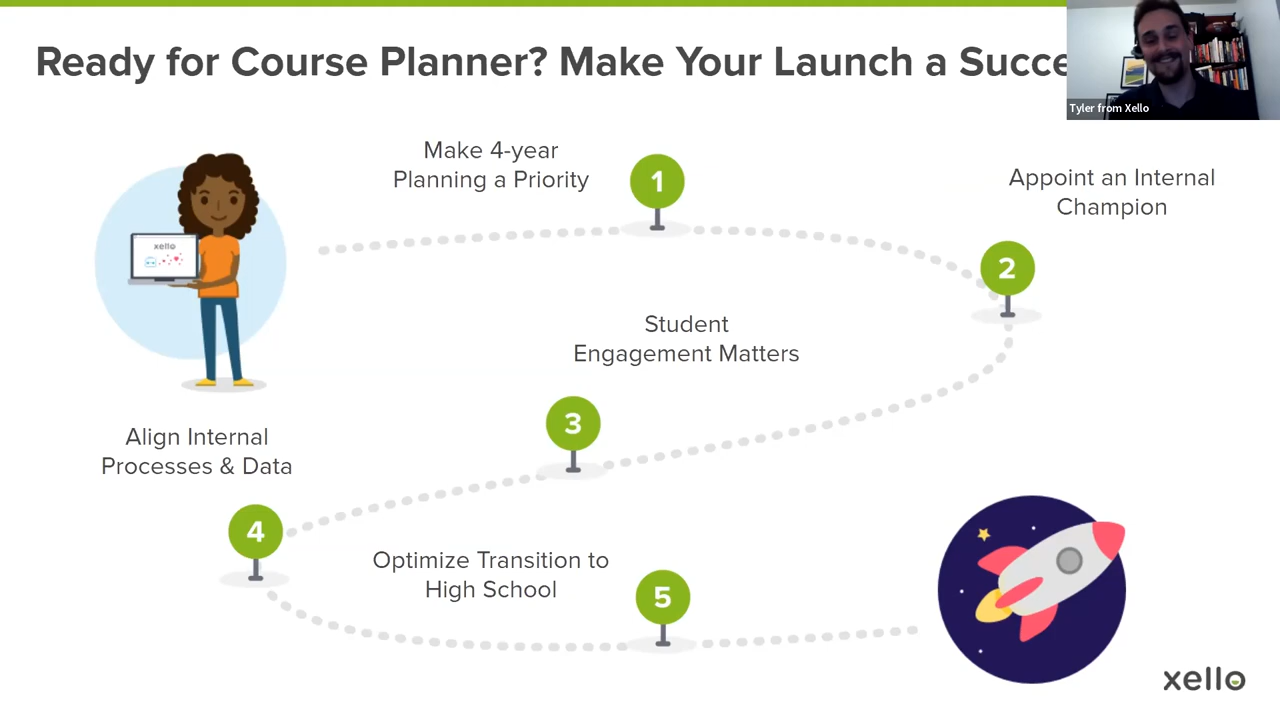 Ready for Course Planner? Make Your Launch a Succe
Tyler from Xello
Make 4-year
Planning a Priority
1
Appoint an Internal
Champion
2
xello
Student
Engagement Matters
3
Align Internal
Processes & Data
4
Optimize Transition to
High School
5
xello